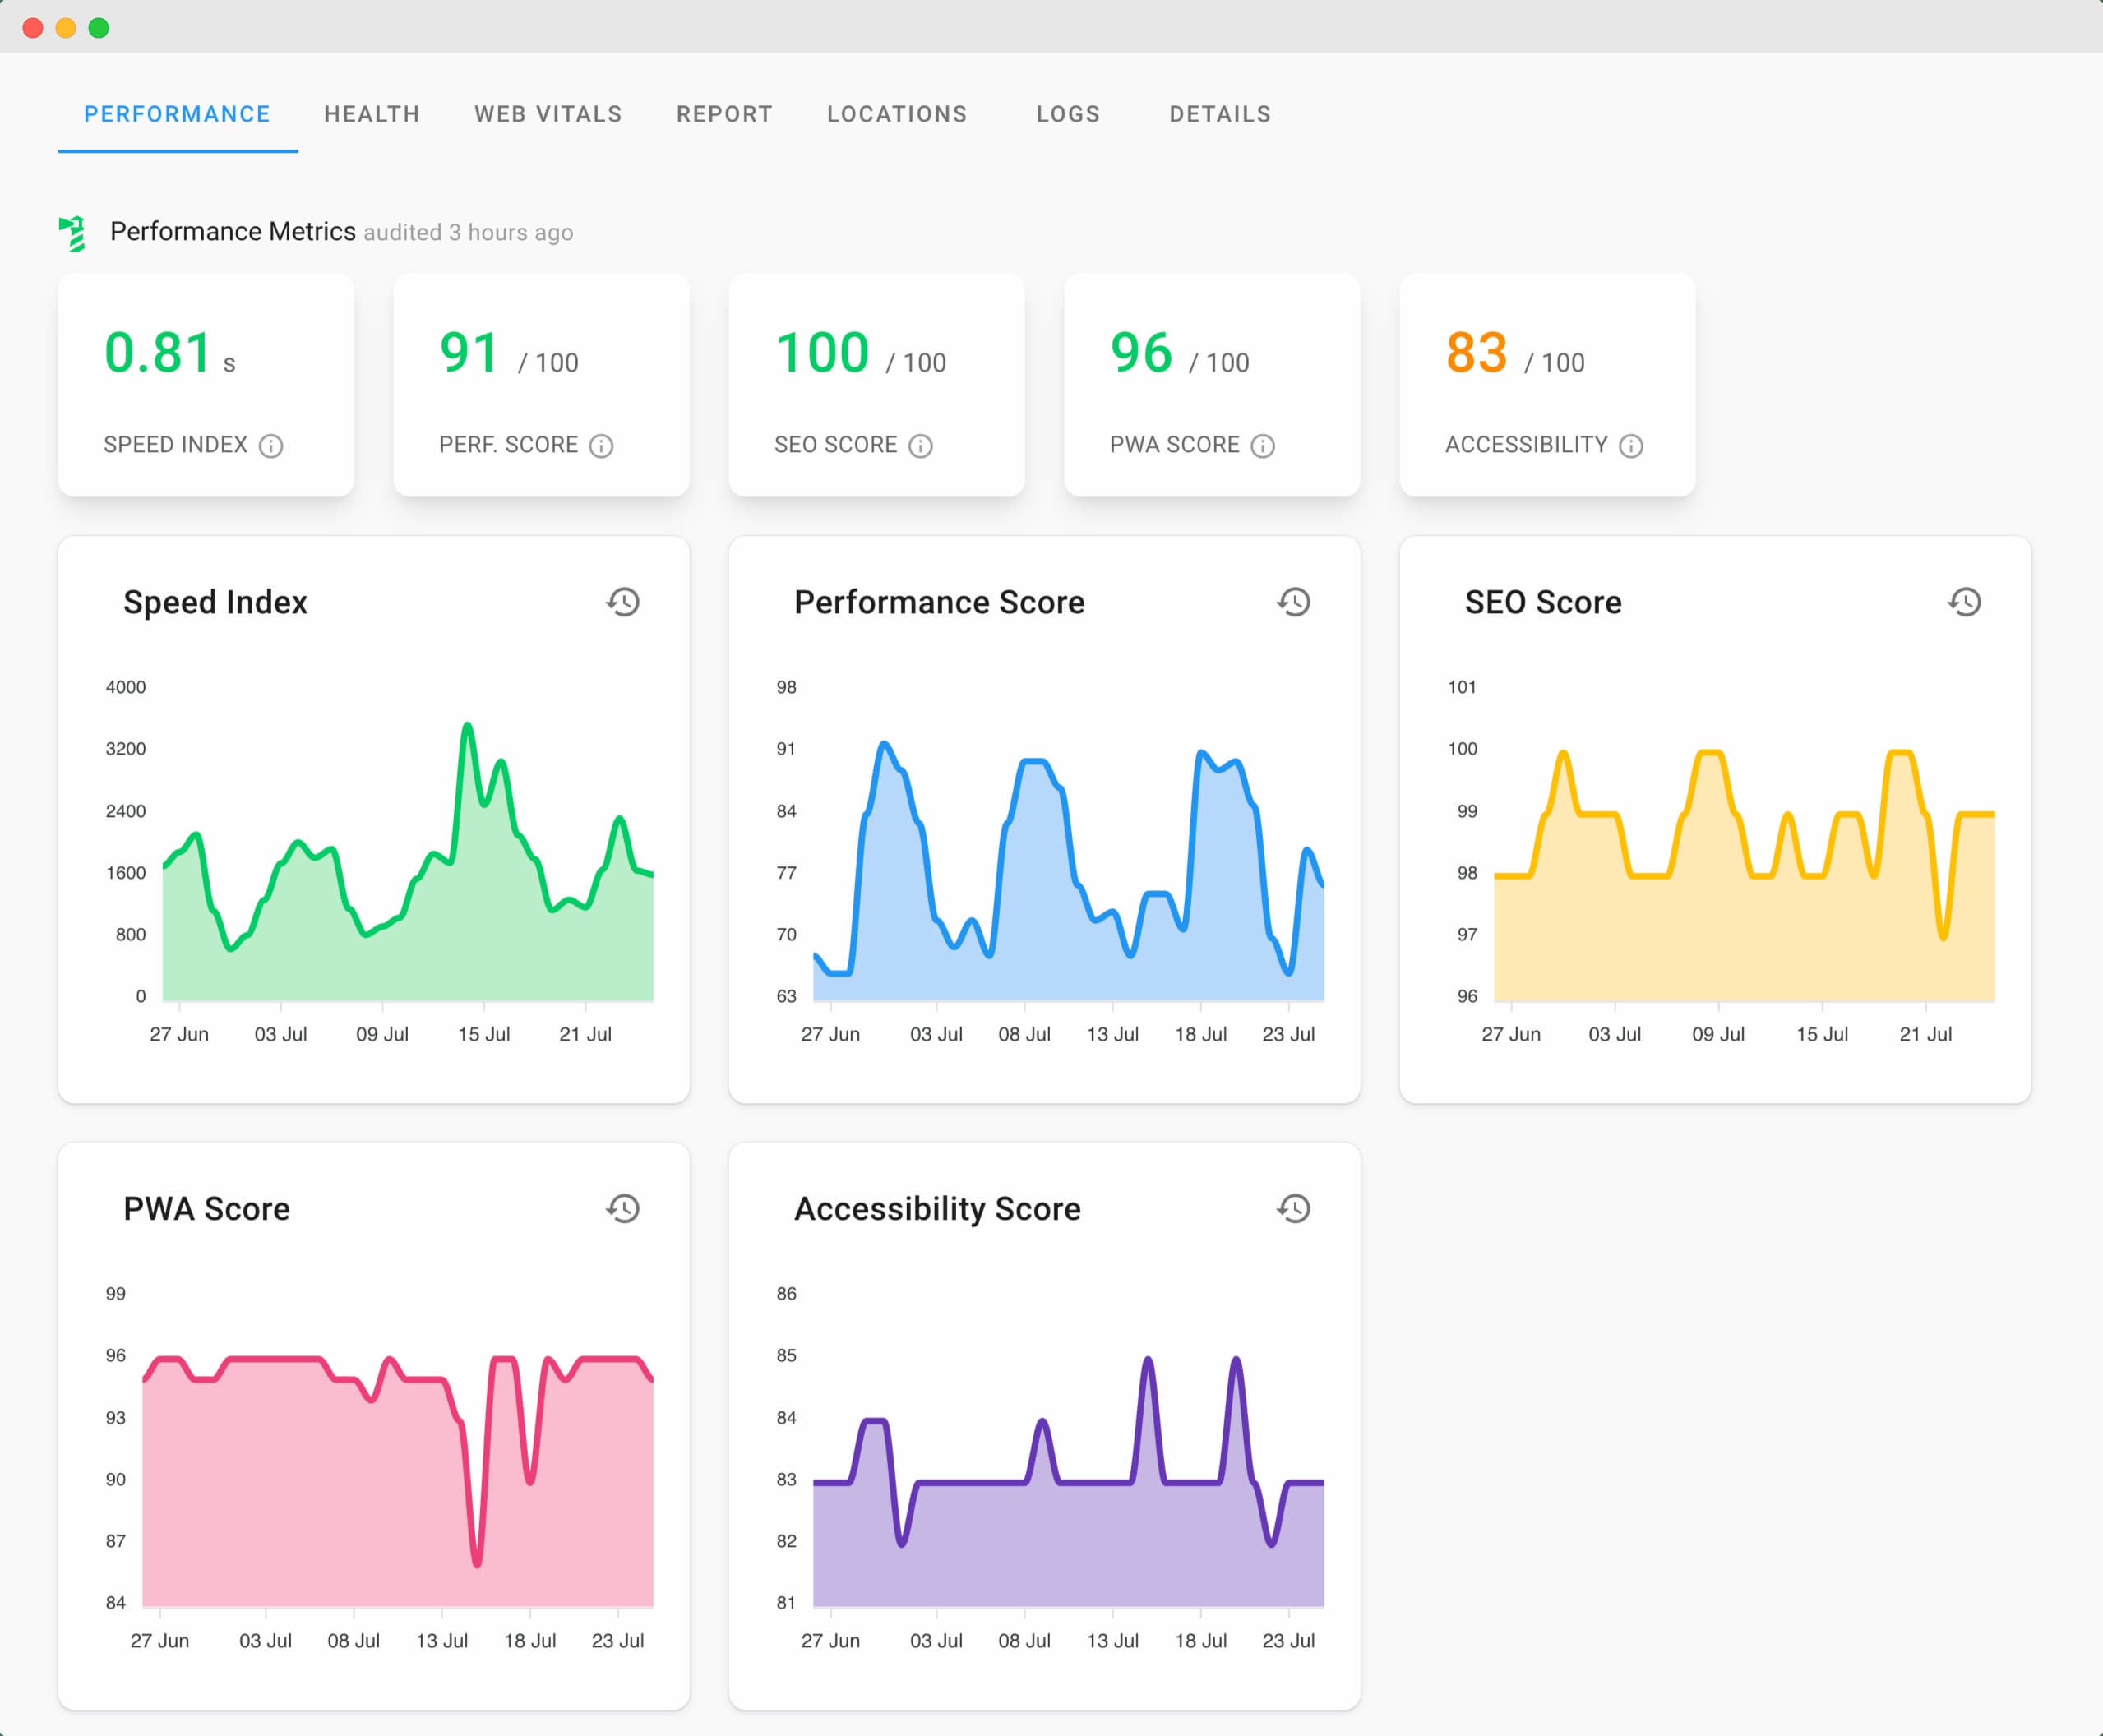 PERFORMANCE HEALTH WEB VITALS REPORT LOCATIONS LOGS DETAILS
Performance Metrics audited 3 hours ago
0.81 s
SPEED INDEX
91 / 100
PERF. SCORE
100 / 100
SEO SCORE
96 / 100
PWA SCORE
83 / 100
ACCESSIBILITY
Speed Index
4000
3200
2400
1600
800
0
27 Jun 03 Jul 09 Jul 15 Jul 21 Jul
Performance Score
98
91
84
77
70
63
27 Jun 03 Jul 08 Jul 13 Jul 18 Jul 23 Jul
SEO Score
101
100
99
98
97
96
27 Jun 03 Jul 09 Jul 15 Jul 21 Jul
PWA Score
99
96
93
90
87
84
27 Jun 03 Jul 08 Jul 13 Jul 18 Jul 23 Jul
Accessibility Score
86
85
84
83
82
81
27 Jun 03 Jul 08 Jul 13 Jul 18 Jul 23 Jul